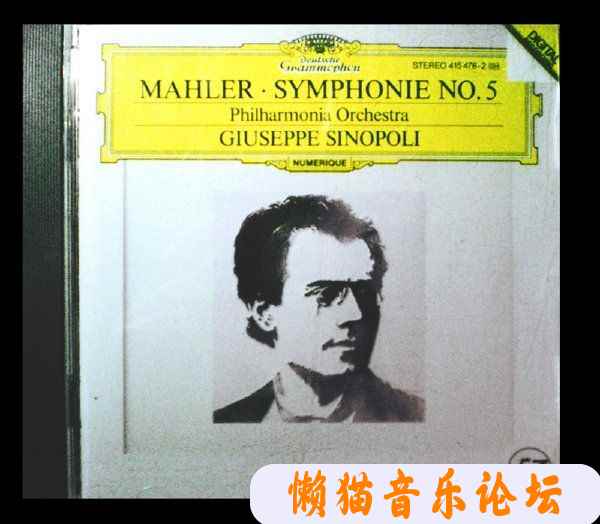 Deutsche
Grammophon
STEREO 415 476-2 GH
DIGITAL
MAHLER · SYMPHONIE NO. 5
Philharmonia Orchestra
GIUSEPPE SINOPOLI
NUMERIQUE
懒猫音乐论坛